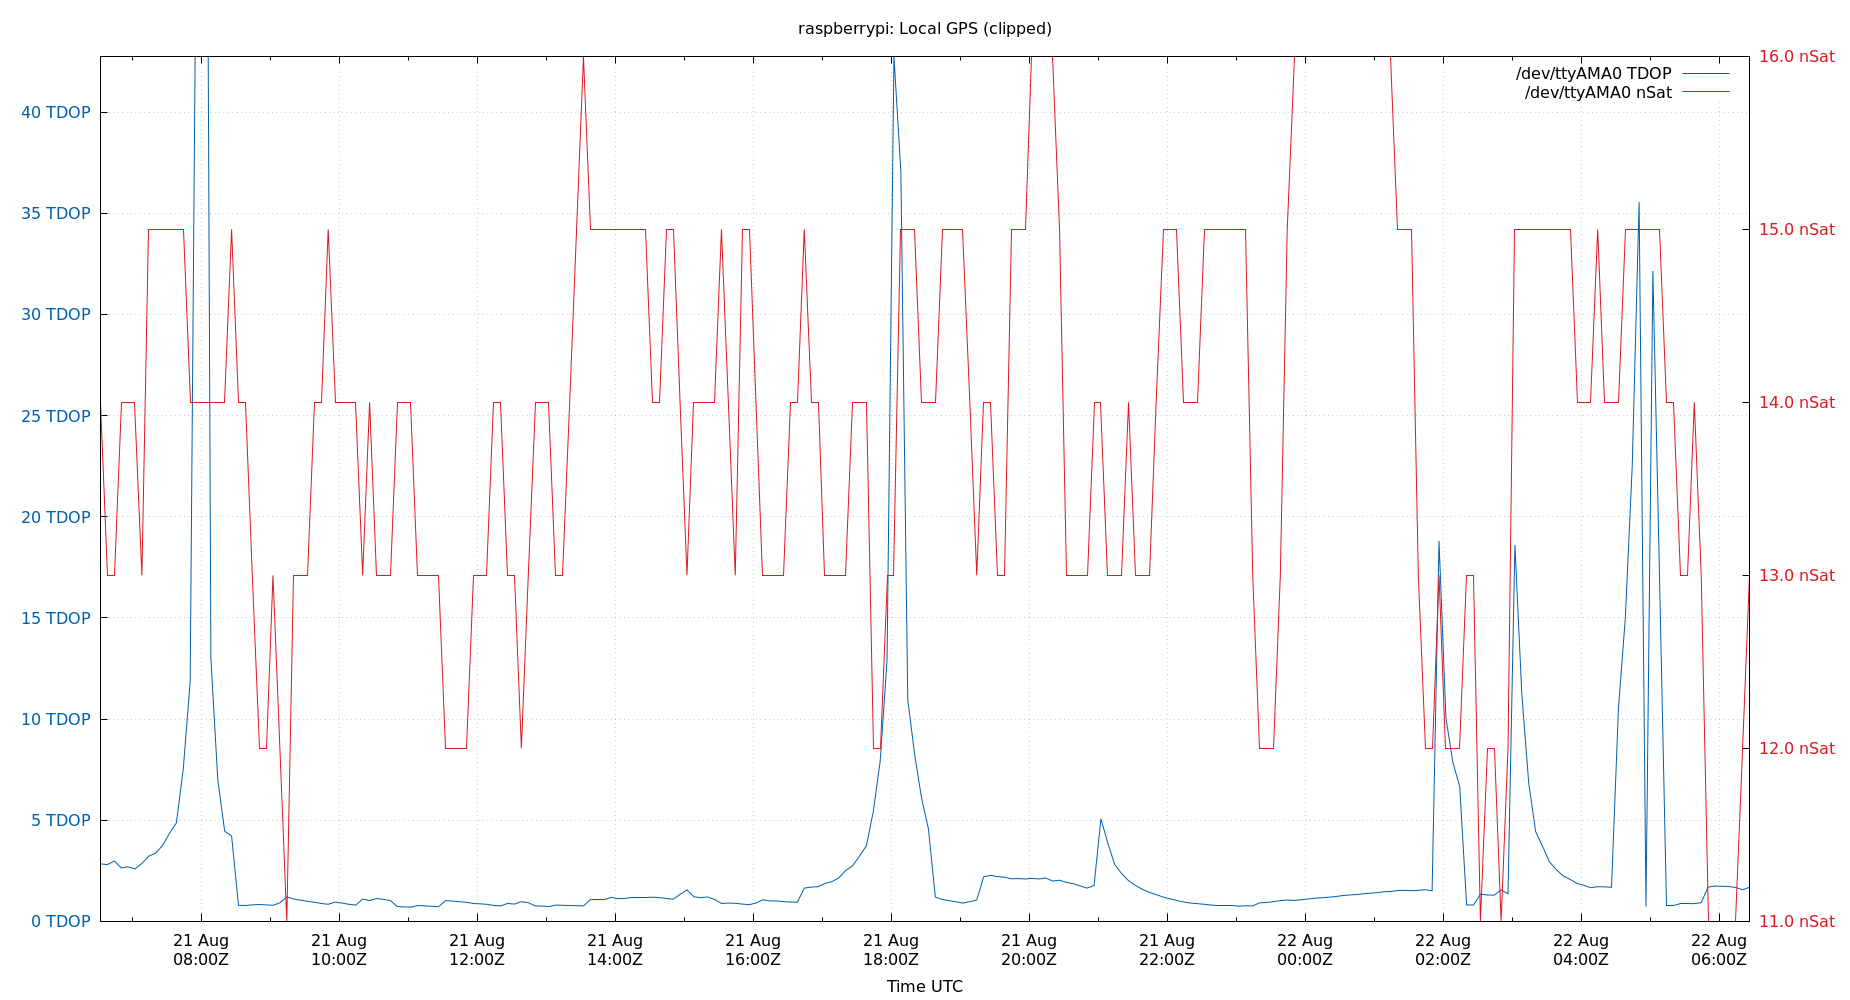 raspberrypi: Local GPS (clipped)
16.0 nSat
/dev/ttyAMA0 TDOP
/dev/ttyAMA0 nSat
40 TDOP
35 TDOP
15.0 nSat
30 TDOP
25 TDOP
14.0 nSat
20 TDOP
13.0 nSat
15 TDOP
10 TDOP
12.0 nSat
5 TDOP
0 TDOP
11.0 nSat
21 Aug 21 Aug 21 Aug 21 Aug 21 Aug 21 Aug 21 Aug 21 Aug 22 Aug 22 Aug 22 Aug 22 Aug
08:00Z 10:00Z 12:00Z 14:00Z 16:00Z 18:00Z 20:00Z 22:00Z 00:00Z 02:00Z 04:00Z 06:00Z
Time UTC